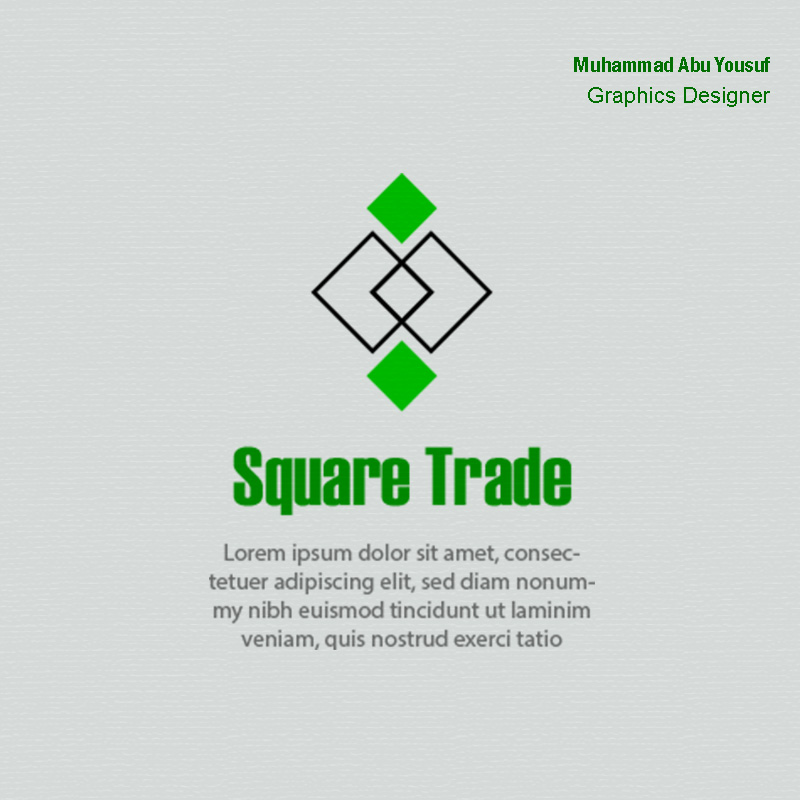 Muhammad Abu Yousuf
Graphics Designer
Square Trade
Lorem ipsum dolor sit amet, consec-
tetuer adipiscing elit, sed diam nonum-
my nibh euismod tincidunt ut laminim
veniam, quis nostrud exerci tatio